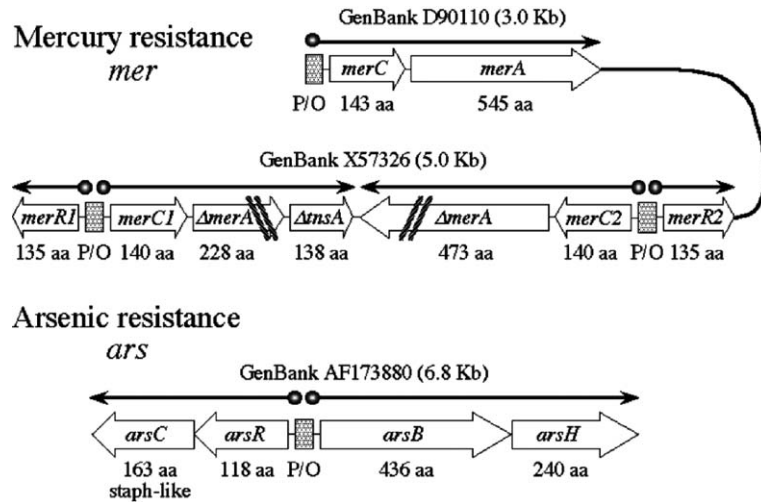 GenBank D90110 (3.0 Kb)
Mercury resistance
mer
merC merA
P/O 143 aa 545 aa
GenBank X57326 (5.0 Kb)
merR1 merC1 ΔmerA ΔtnsA ΔmerA merC2 merR2
135 aa P/O 140 aa 228 aa 138 aa 473 aa 140 aa P/O 135 aa
Arsenic resistance
ars
GenBank AF173880 (6.8 Kb)
arsC arsR arsB arsH
163 aa 118 aa P/O 436 aa 240 aa
staph-like